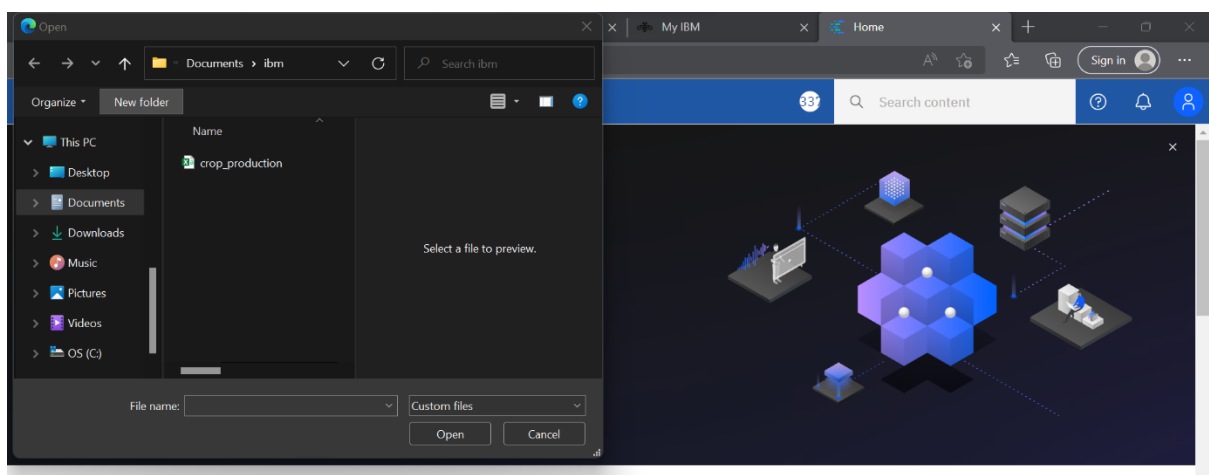 Open
My IBM
Home
Documents > ibm
Search ibm
Sign in
Organize
New folder
Search content
Name
This PC
crop_production
Desktop
Documents
Downloads
Select a file to preview.
Music
Pictures
Videos
OS (C:)
File name:
Custom files
Open
Cancel